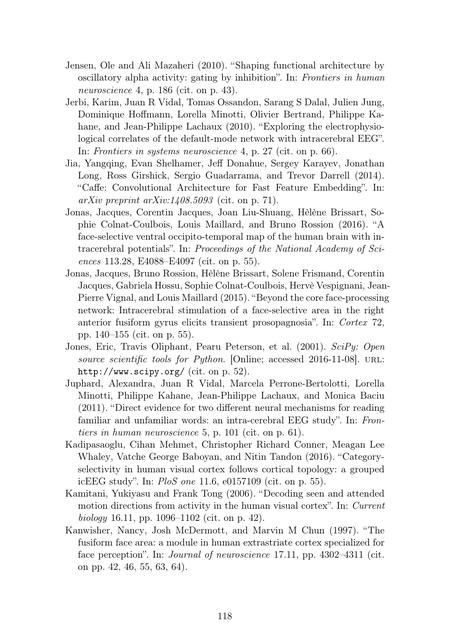 Jensen, Ole and Ali Mazaheri (2010). “Shaping functional architecture by
oscillatory alpha activity: gating by inhibition”. In: Frontiers in human
neuroscience 4, p. 186 (cit. on p. 43).
Jerbi, Karim, Juan R Vidal, Tomas Ossandon, Sarang S Dalal, Julien Jung,
Dominique Hoffmann, Lorella Minotti, Olivier Bertrand, Philippe Ka-
hane, and Jean-Philippe Lachaux (2010). “Exploring the electrophysio-
logical correlates of the default-mode network with intracerebral EEG”.
In: Frontiers in systems neuroscience 4, p. 27 (cit. on p. 66).
Jia, Yangqing, Evan Shelhamer, Jeff Donahue, Sergey Karayev, Jonathan
Long, Ross Girshick, Sergio Guadarrama, and Trevor Darrell (2014).
“Caffe: Convolutional Architecture for Fast Feature Embedding”. In:
arXiv preprint arXiv:1408.5093 (cit. on p. 71).
Jonas, Jacques, Corentin Jacques, Joan Liu-Shuang, Hélène Brissart, So-
phie Colnat-Coulbois, Louis Maillard, and Bruno Rossion (2016). “A
face-selective ventral occipito-temporal map of the human brain with in-
tracerebral potentials”. In: Proceedings of the National Academy of Sci-
ences 113.28, E4088–E4097 (cit. on p. 55).
Jonas, Jacques, Bruno Rossion, Hélène Brissart, Solene Frismand, Corentin
Jacques, Gabriela Hossu, Sophie Colnat-Coulbois, Hervé Vespignani, Jean-
Pierre Vignal, and Louis Maillard (2015). “Beyond the core face-processing
network: Intracerebral stimulation of a face-selective area in the right
anterior fusiform gyrus elicits transient prosopagnosia”. In: Cortex 72,
pp. 140–155 (cit. on p. 55).
Jones, Eric, Travis Oliphant, Pearu Peterson, et al. (2001). SciPy: Open
source scientific tools for Python. [Online; accessed 2016-11-08]. URL:
http://www.scipy.org/ (cit. on p. 52).
Juphard, Alexandra, Juan R Vidal, Marcela Perrone-Bertolotti, Lorella
Minotti, Philippe Kahane, Jean-Philippe Lachaux, and Monica Baciu
(2011). “Direct evidence for two different neural mechanisms for reading
familiar and unfamiliar words: an intra-cerebral EEG study”. In: Fron-
tiers in human neuroscience 5, p. 101 (cit. on p. 61).
Kadipasaoglu, Cihan Mehmet, Christopher Richard Conner, Meagan Lee
Whaley, Vatche George Baboyan, and Nitin Tandon (2016). “Category-
selectivity in human visual cortex follows cortical topology: a grouped
icEEG study”. In: PloS one 11.6, e0157109 (cit. on p. 55).
Kamitani, Yukiyasu and Frank Tong (2006). “Decoding seen and attended
motion directions from activity in the human visual cortex”. In: Current
biology 16.11, pp. 1096–1102 (cit. on p. 42).
Kanwisher, Nancy, Josh McDermott, and Marvin M Chun (1997). “The
fusiform face area: a module in human extrastriate cortex specialized for
face perception”. In: Journal of neuroscience 17.11, pp. 4302–4311 (cit.
on pp. 42, 46, 55, 63, 64).
118